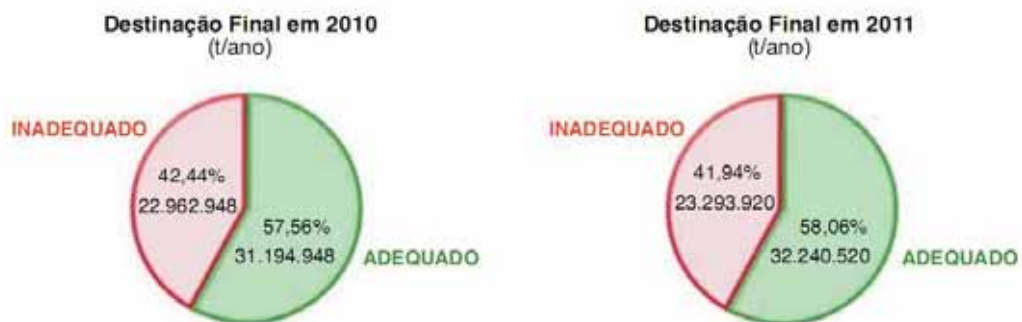 Destinação Final em 2010
(t/ano)
INADEQUADO
42,44%
22.962.948
57,56%
31.194.948
ADEQUADO
Destinação Final em 2011
(t/ano)
INADEQUADO
41,94%
23.293.920
58,06%
32.240.520
ADEQUADO